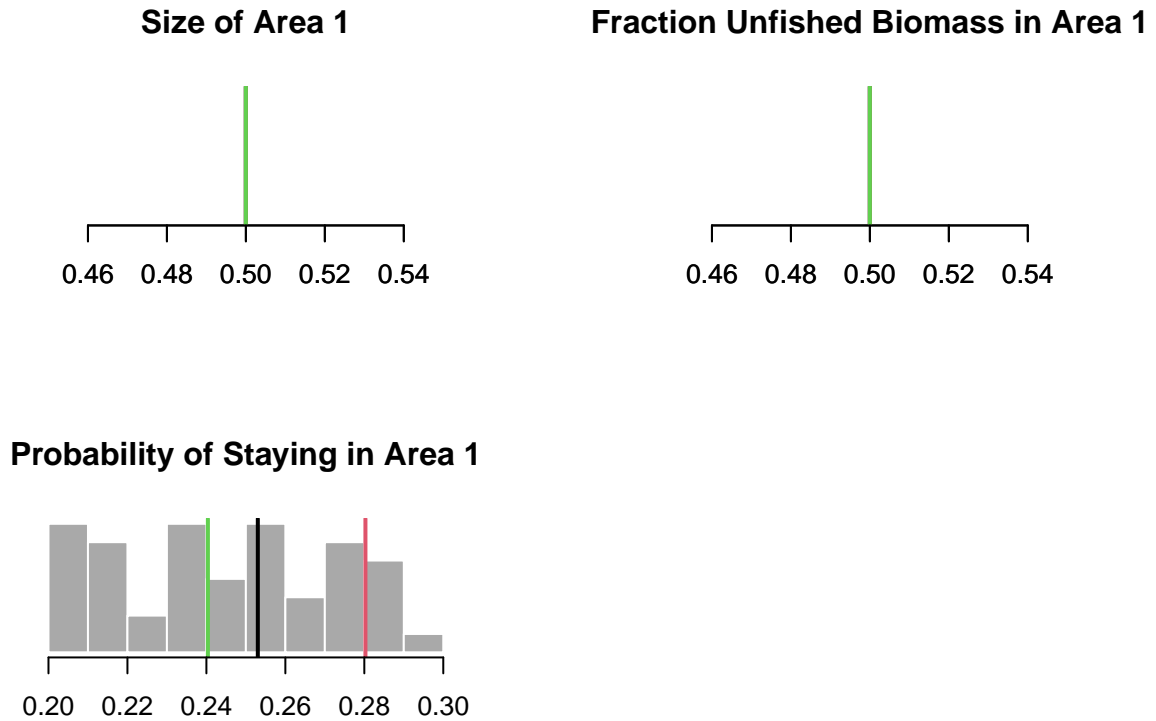 Size of Area 1
Fraction Unfished Biomass in Area 1
0.46 0.48 0.50 0.52 0.54
0.46 0.48 0.50 0.52 0.54
Probability of Staying in Area 1
0.20 0.22 0.24 0.26 0.28 0.30